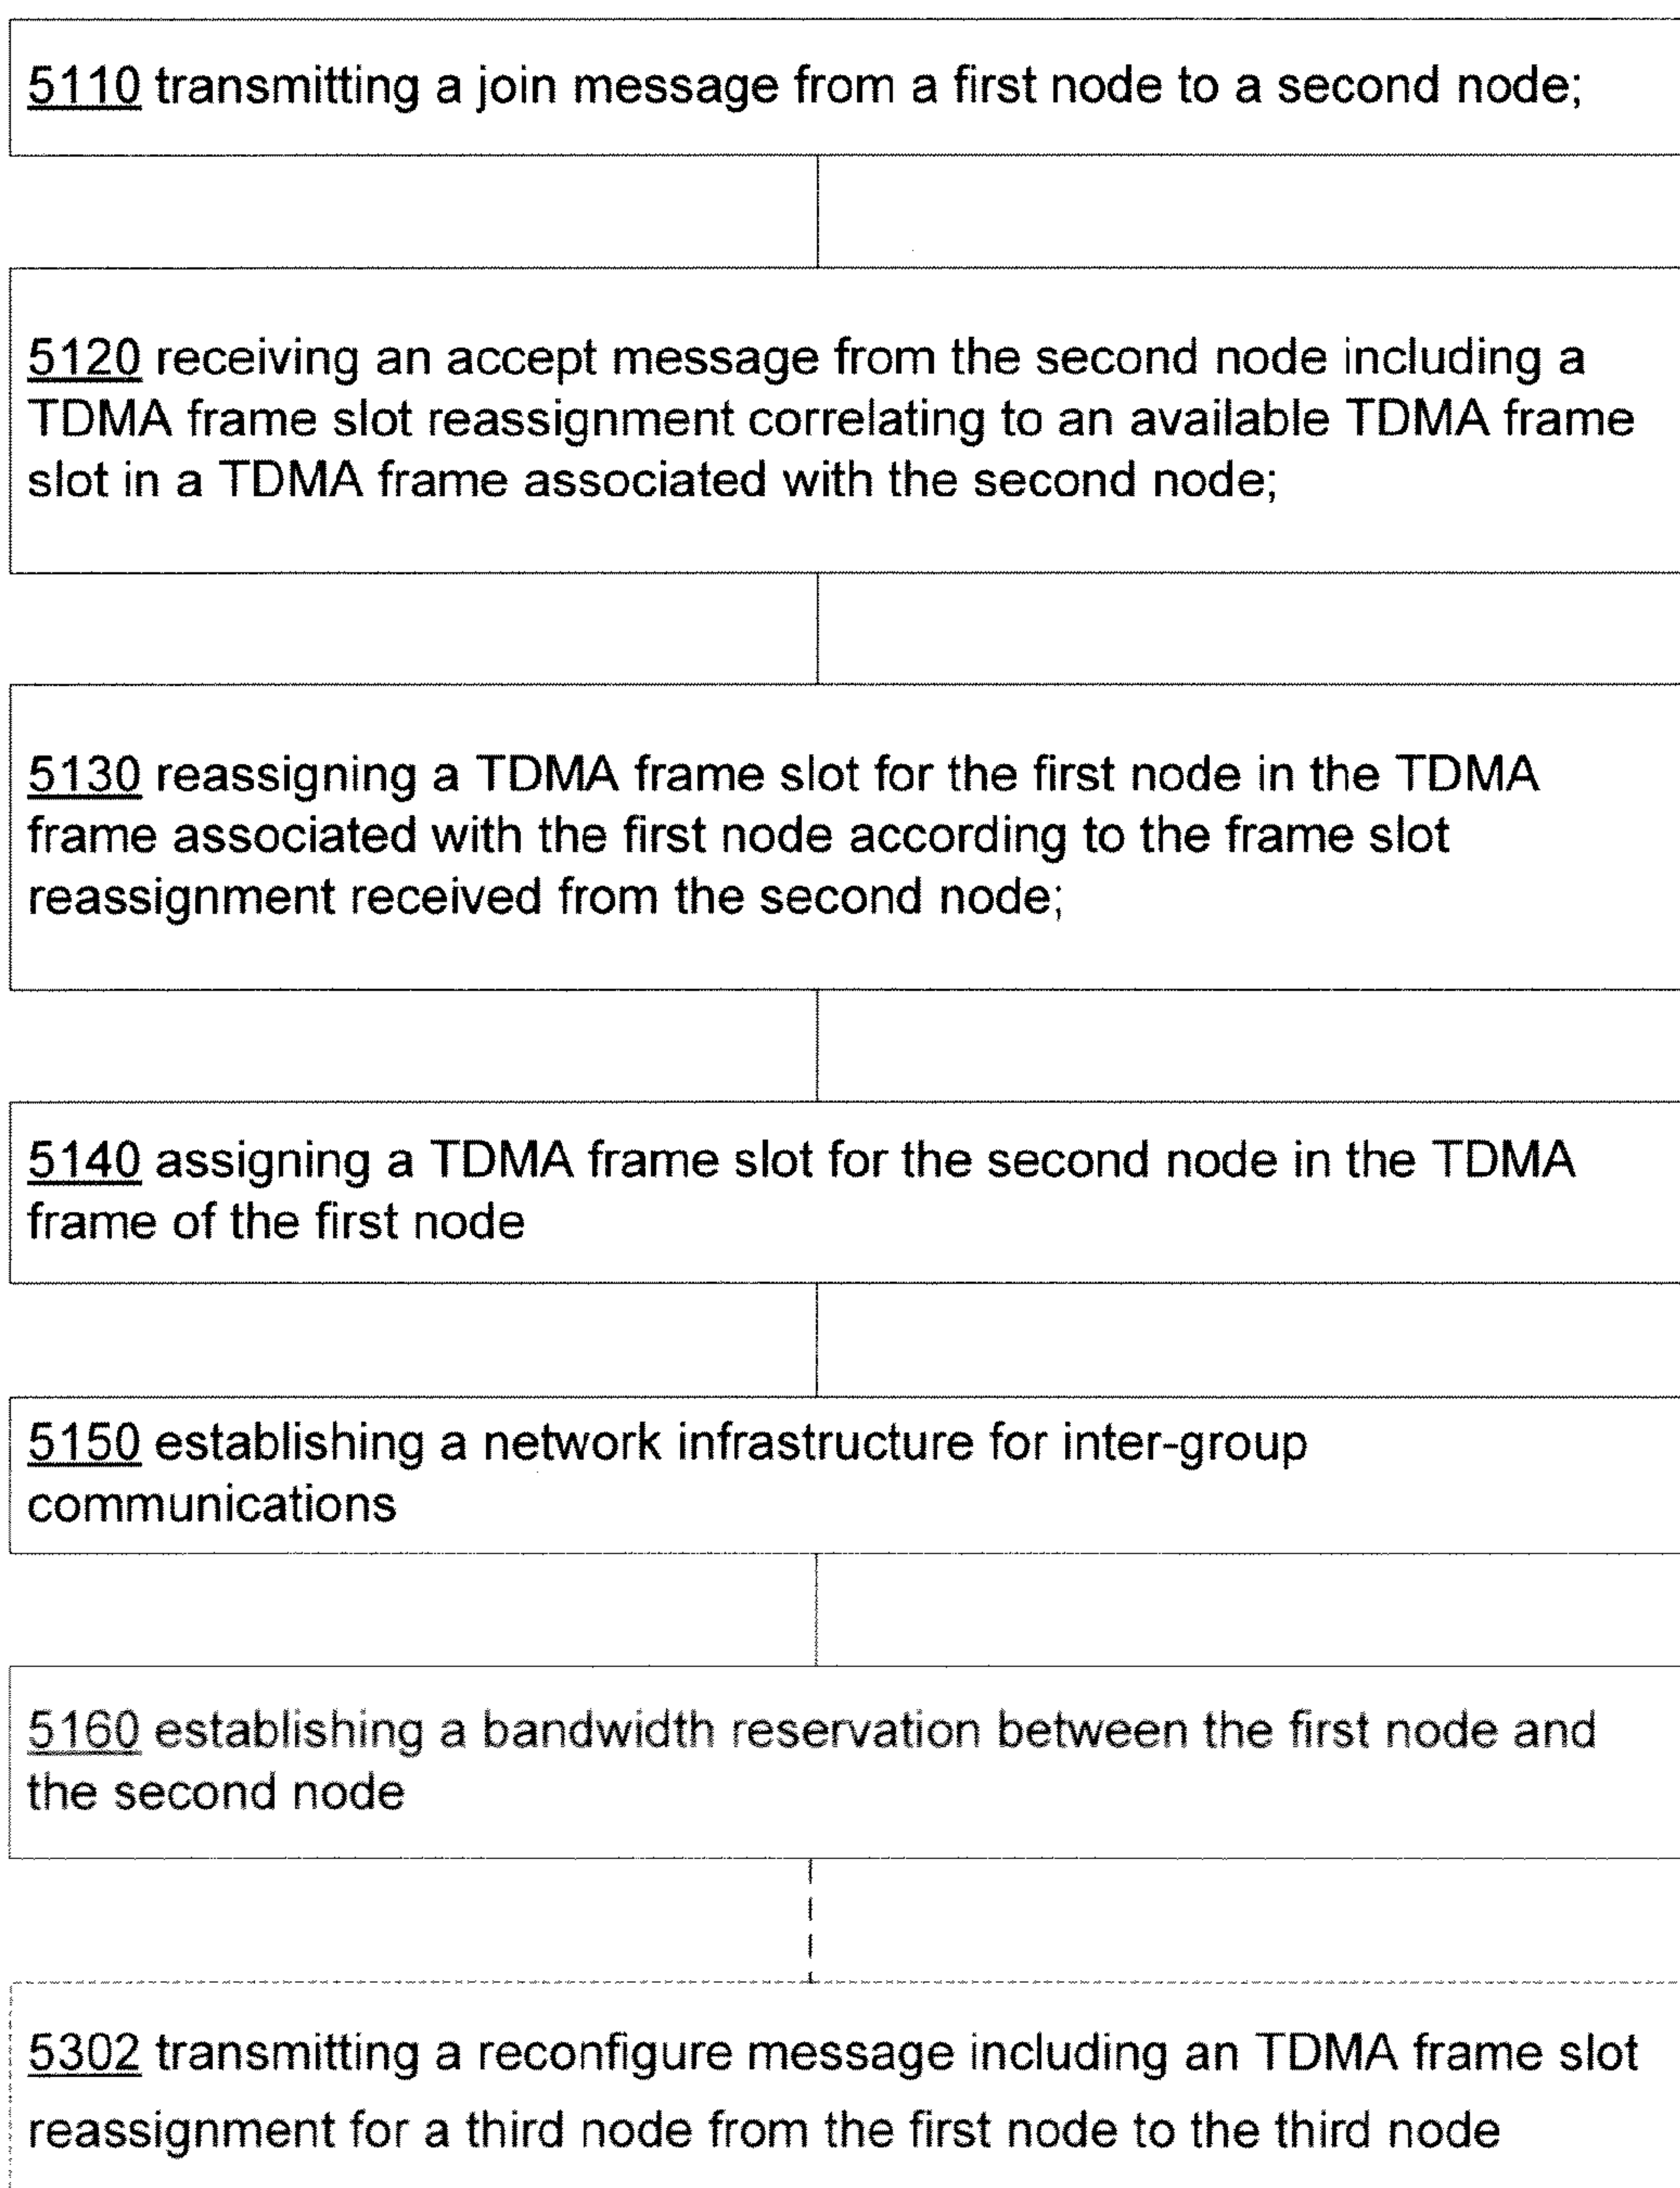 5110 transmitting a join message from a first node to a second node;
5120 receiving an accept message from the second node including a
TDMA frame slot reassignment correlating to an available TDMA frame
slot in a TDMA frame associated with the second node;
5130 reassigning a TDMA frame slot for the first node in the TDMA
frame associated with the first node according to the frame slot
reassignment received from the second node;
5140 assigning a TDMA frame slot for the second node in the TDMA
frame of the first node
5150 establishing a network infrastructure for inter-group
communications
5160 establishing a bandwidth reservation between the first node and
the second node
5302 transmitting a reconfigure message including an TDMA frame slot
reassignment for a third node from the first node to the third node